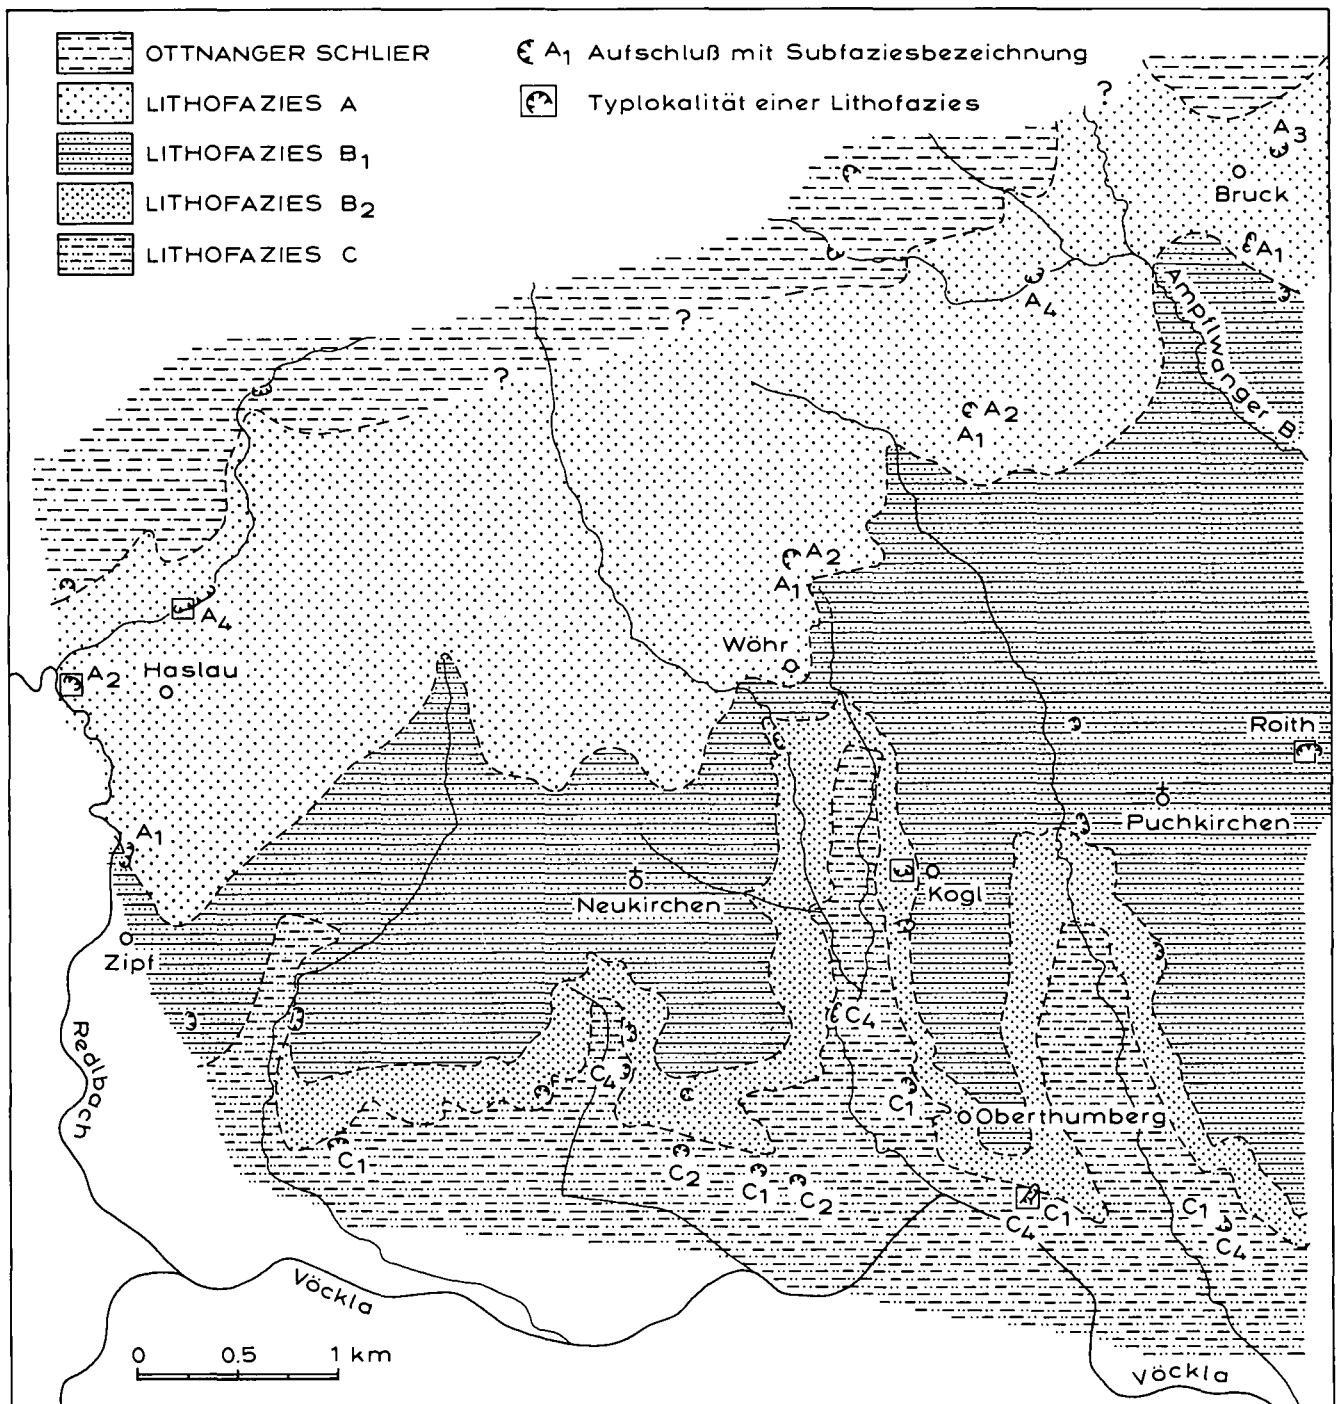 OTTNANGER SCHLIER
LITHOFAZIES A
LITHOFAZIES B₁
LITHOFAZIES B₂
LITHOFAZIES C
A₁ Aufschluß mit Subfaziesbezeichnung
Typlokalität einer Lithofazies
?
A₃
Bruck
A₁
A₄
Ampflwanger B.
?
?
A₂
A₁
A₂
A₁
A₄
Wöhr
A₂
Haslau
Roith
Puchkirchen
A₁
Kogl
Neukirchen
Zipf
C₄
Redlbach
C₄
C₁
Oberthumberg
C₁
C₂
C₁
C₂
C₁
C₄
C₁
C₄
Vöckla
0 0.5 1 km
Vöckla